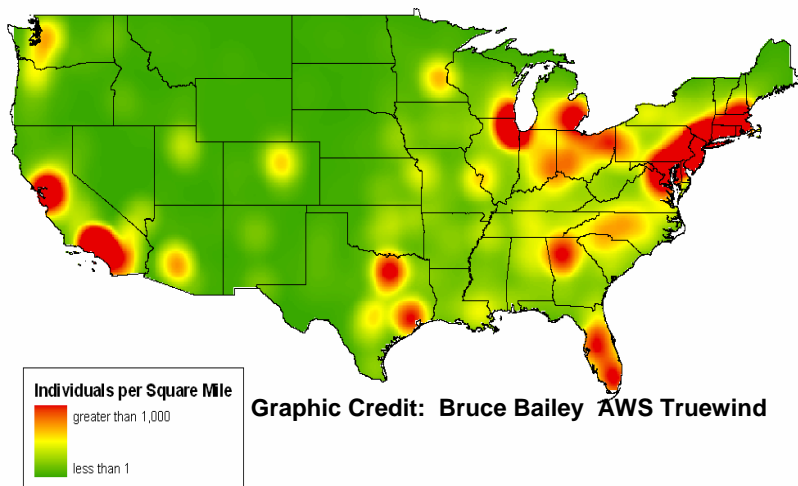 Individuals per Square Mile
greater than 1,000
less than 1
Graphic Credit: Bruce Bailey AWS Truewind